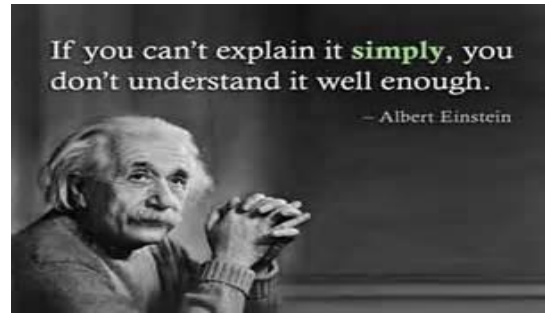 If you can’t explain it simply, you
don’t understand it well enough.
– Albert Einstein